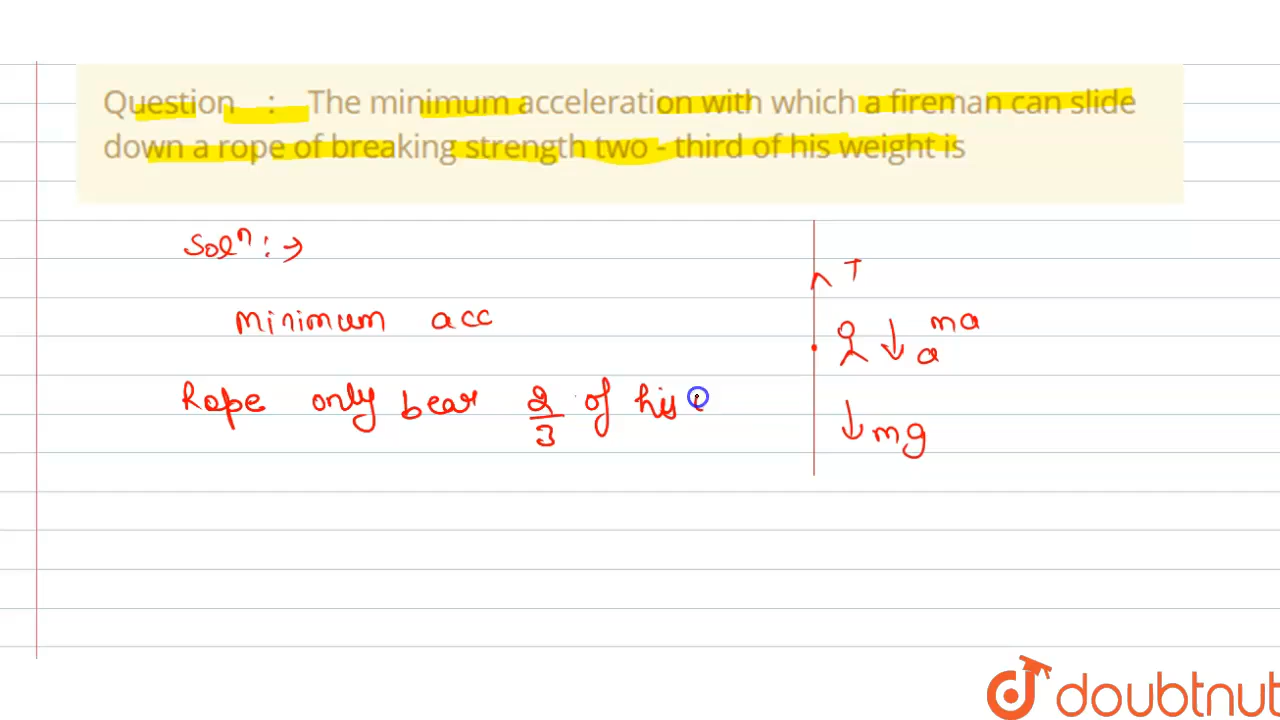 Question : The minimum acceleration with which a fireman can slide
down a rope of breaking strength two - third of his weight is
Solⁿ : →
minimum acc
Rope only bear 2/3 of his
T
ma
a
mg
doubtnut